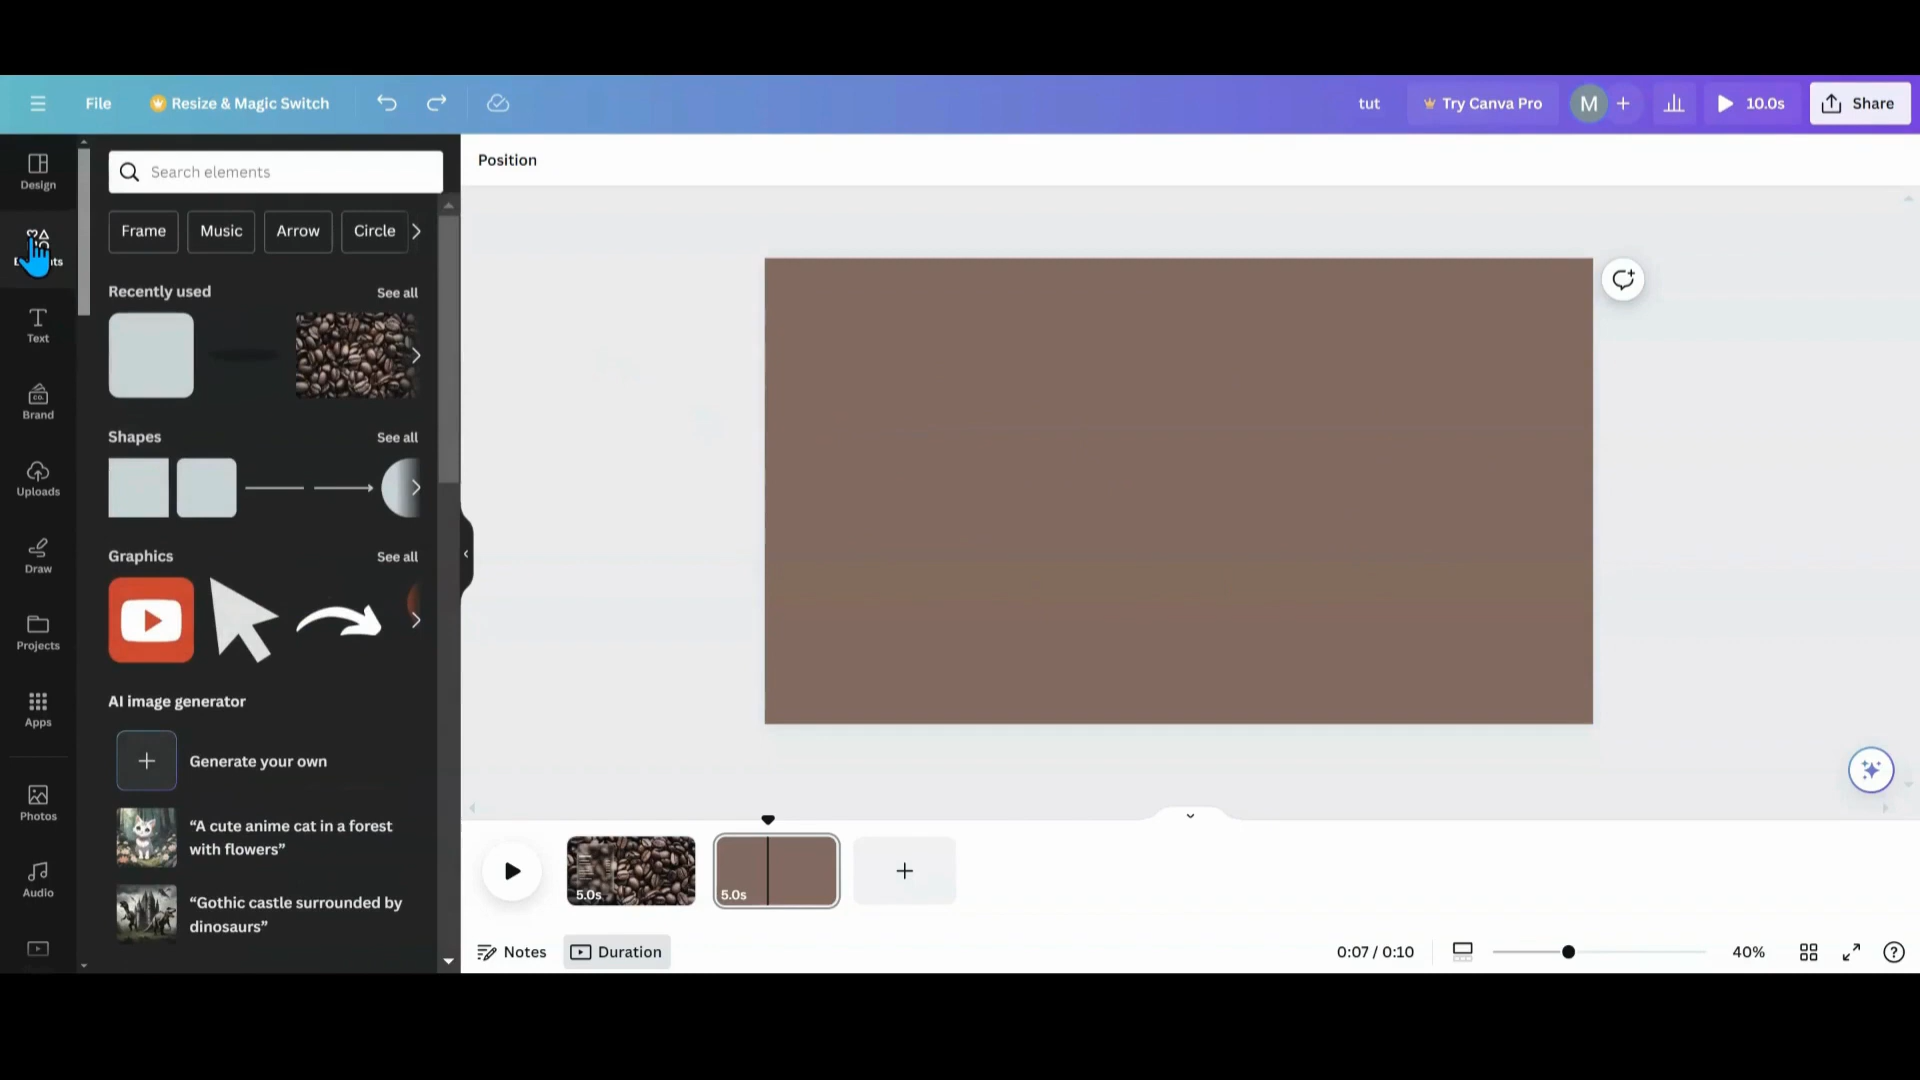 File
Resize & Magic Switch
tut
Try Canva Pro
M
10.0s
Share
Design
Text
Brand
CO.
Uploads
Draw
Projects
Apps
Photos
Audio
Search elements
Frame
Music
Arrow
Circle
Recently used
See all
Shapes
See all
Graphics
See all
AI image generator
Generate your own
“A cute anime cat in a forest
with flowers”
“Gothic castle surrounded by
dinosaurs”
Position
5.0s
5.0s
Notes
Duration
0:07 / 0:10
40%